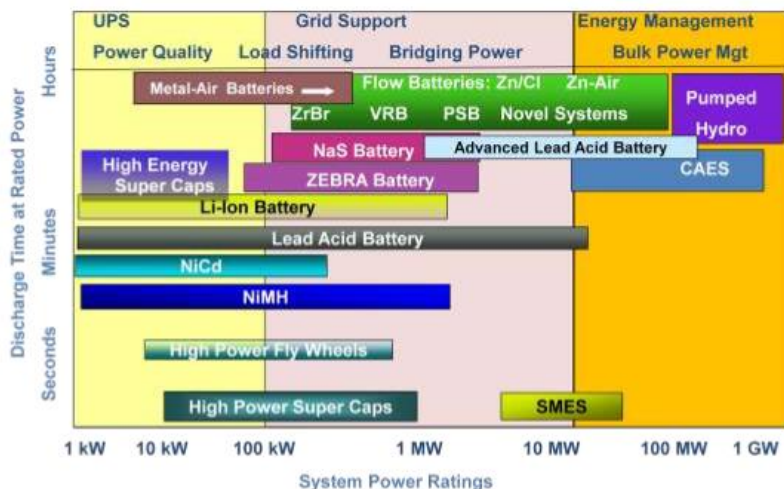 UPS Grid Support Energy Management
Power Quality Load Shifting Bridging Power Bulk Power Mgt
Metal-Air Batteries
Flow Batteries: Zn/Cl Zn-Air
ZrBr VRB PSB Novel Systems
Pumped
Hydro
NaS Battery
Advanced Lead Acid Battery
High Energy
Super Caps
ZEBRA Battery
CAES
Li-Ion Battery
Lead Acid Battery
NiCd
NiMH
High Power Fly Wheels
High Power Super Caps
SMES
Discharge Time at Rated Power
Hours
Minutes
Seconds
1 kW 10 kW 100 kW 1 MW 10 MW 100 MW 1 GW
System Power Ratings